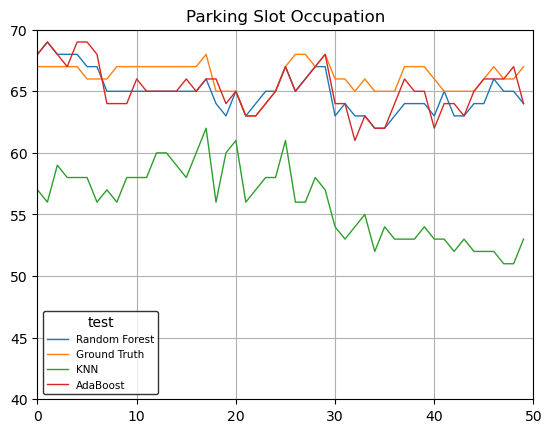 Parking Slot Occupation
70
65
60
55
50
45
40
test
Random Forest
Ground Truth
KNN
AdaBoost
0 10 20 30 40 50